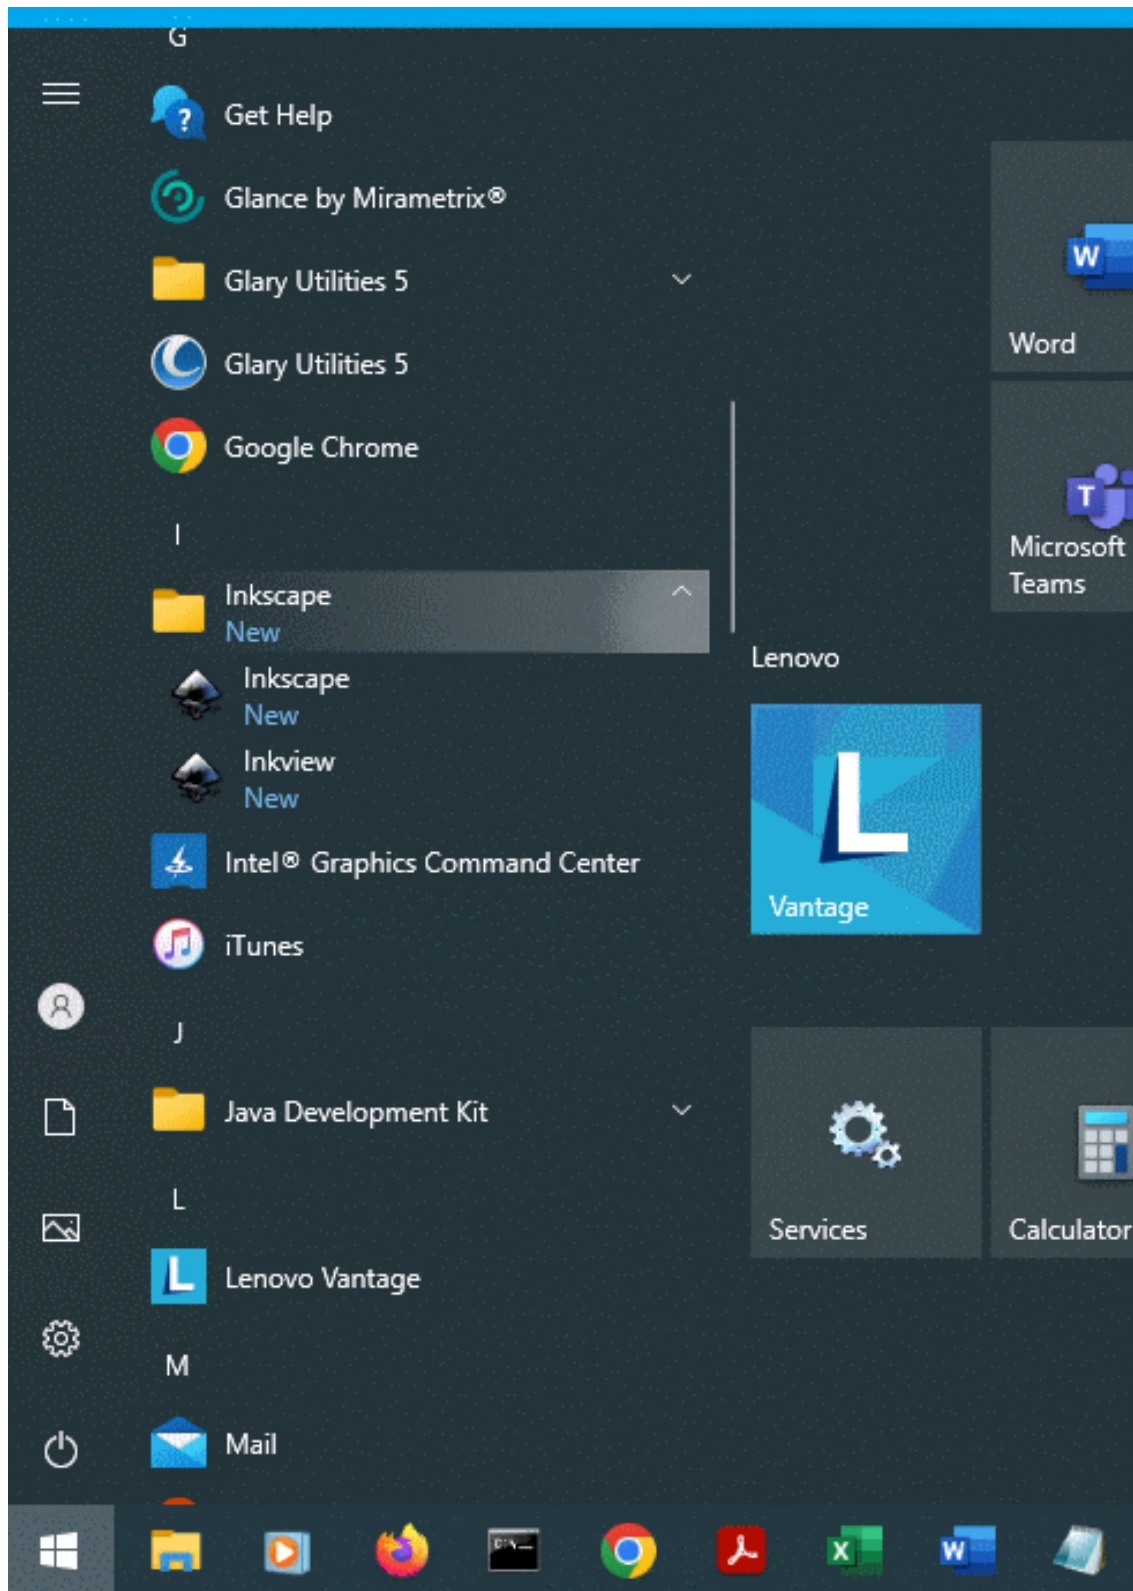 G
Get Help
Glance by Mirametrix®
Glary Utilities 5
Glary Utilities 5
Google Chrome
I
Inkscape
New
Inkscape
New
Inkview
New
Intel® Graphics Command Center
iTunes
J
Java Development Kit
L
Lenovo Vantage
M
Mail
Word
Microsoft
Teams
Lenovo
Vantage
Services
Calculator